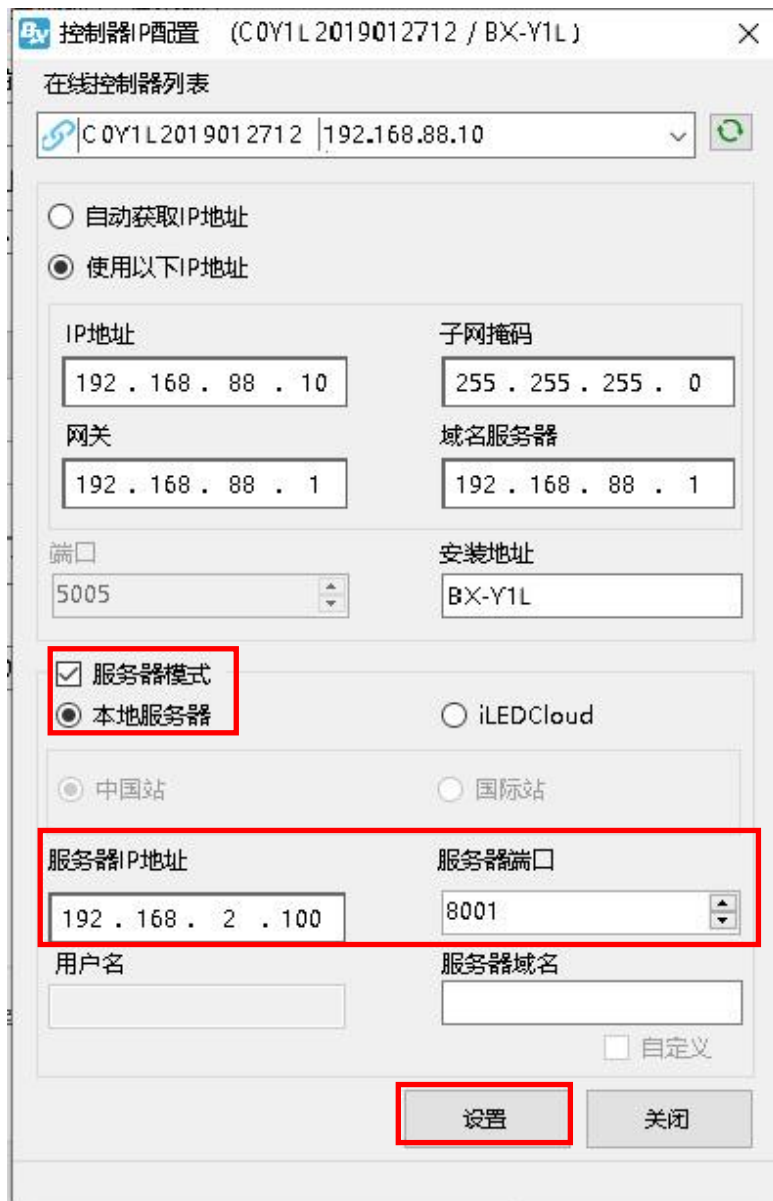 BX 控制器IP配置 (C0Y1L2019012712 / BX-Y1L)
在线控制器列表
C0Y1L2019012712 |192.168.88.10
自动获取IP地址
使用以下IP地址
IP地址 子网掩码
192 . 168 . 88 . 10 255 . 255 . 255 . 0
网关 域名服务器
192 . 168 . 88 . 1 192 . 168 . 88 . 1
端口 安装地址
5005 BX-Y1L
服务器模式
本地服务器 iLEDCloud
中国站 国际站
服务器IP地址 服务器端口
192 . 168 . 2 . 100 8001
用户名 服务器域名
自定义
设置 关闭